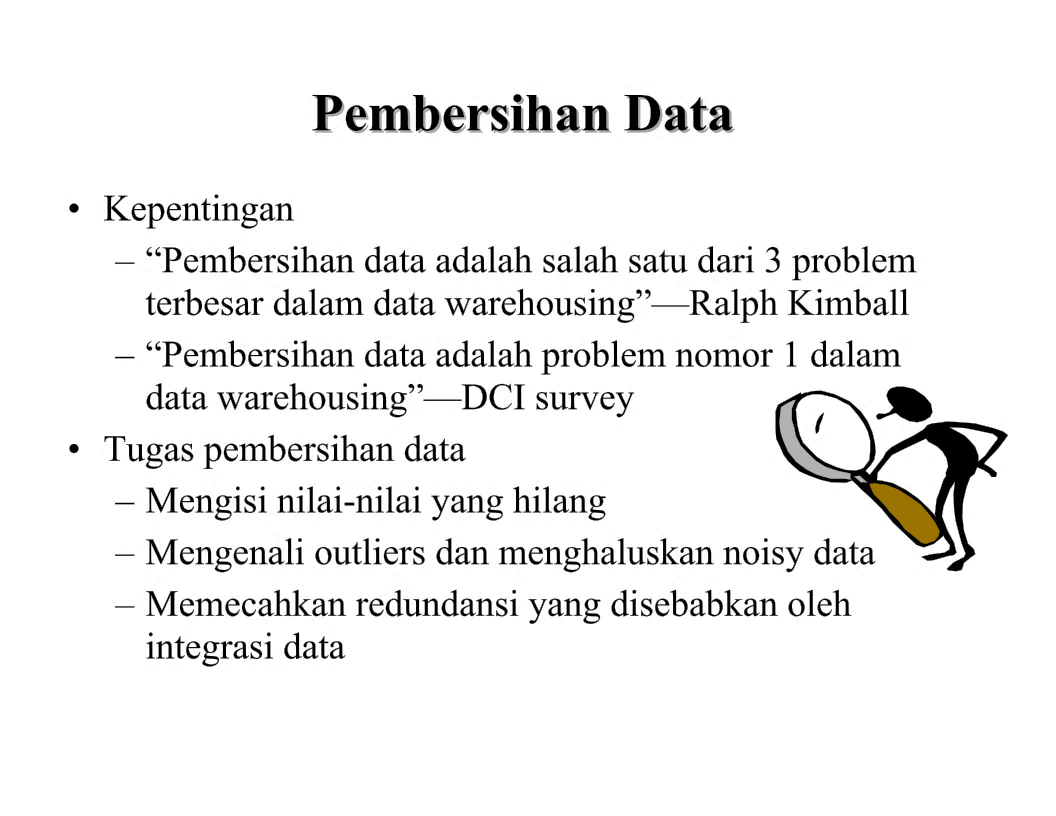 Pembersihan Data
• Kepentingan
– “Pembersihan data adalah salah satu dari 3 problem
terbesar dalam data warehousing”—Ralph Kimball
– “Pembersihan data adalah problem nomor 1 dalam
data warehousing”—DCI survey
• Tugas pembersihan data
– Mengisi nilai-nilai yang hilang
– Mengenali outliers dan menghaluskan noisy data
– Memecahkan redundansi yang disebabkan oleh
integrasi data